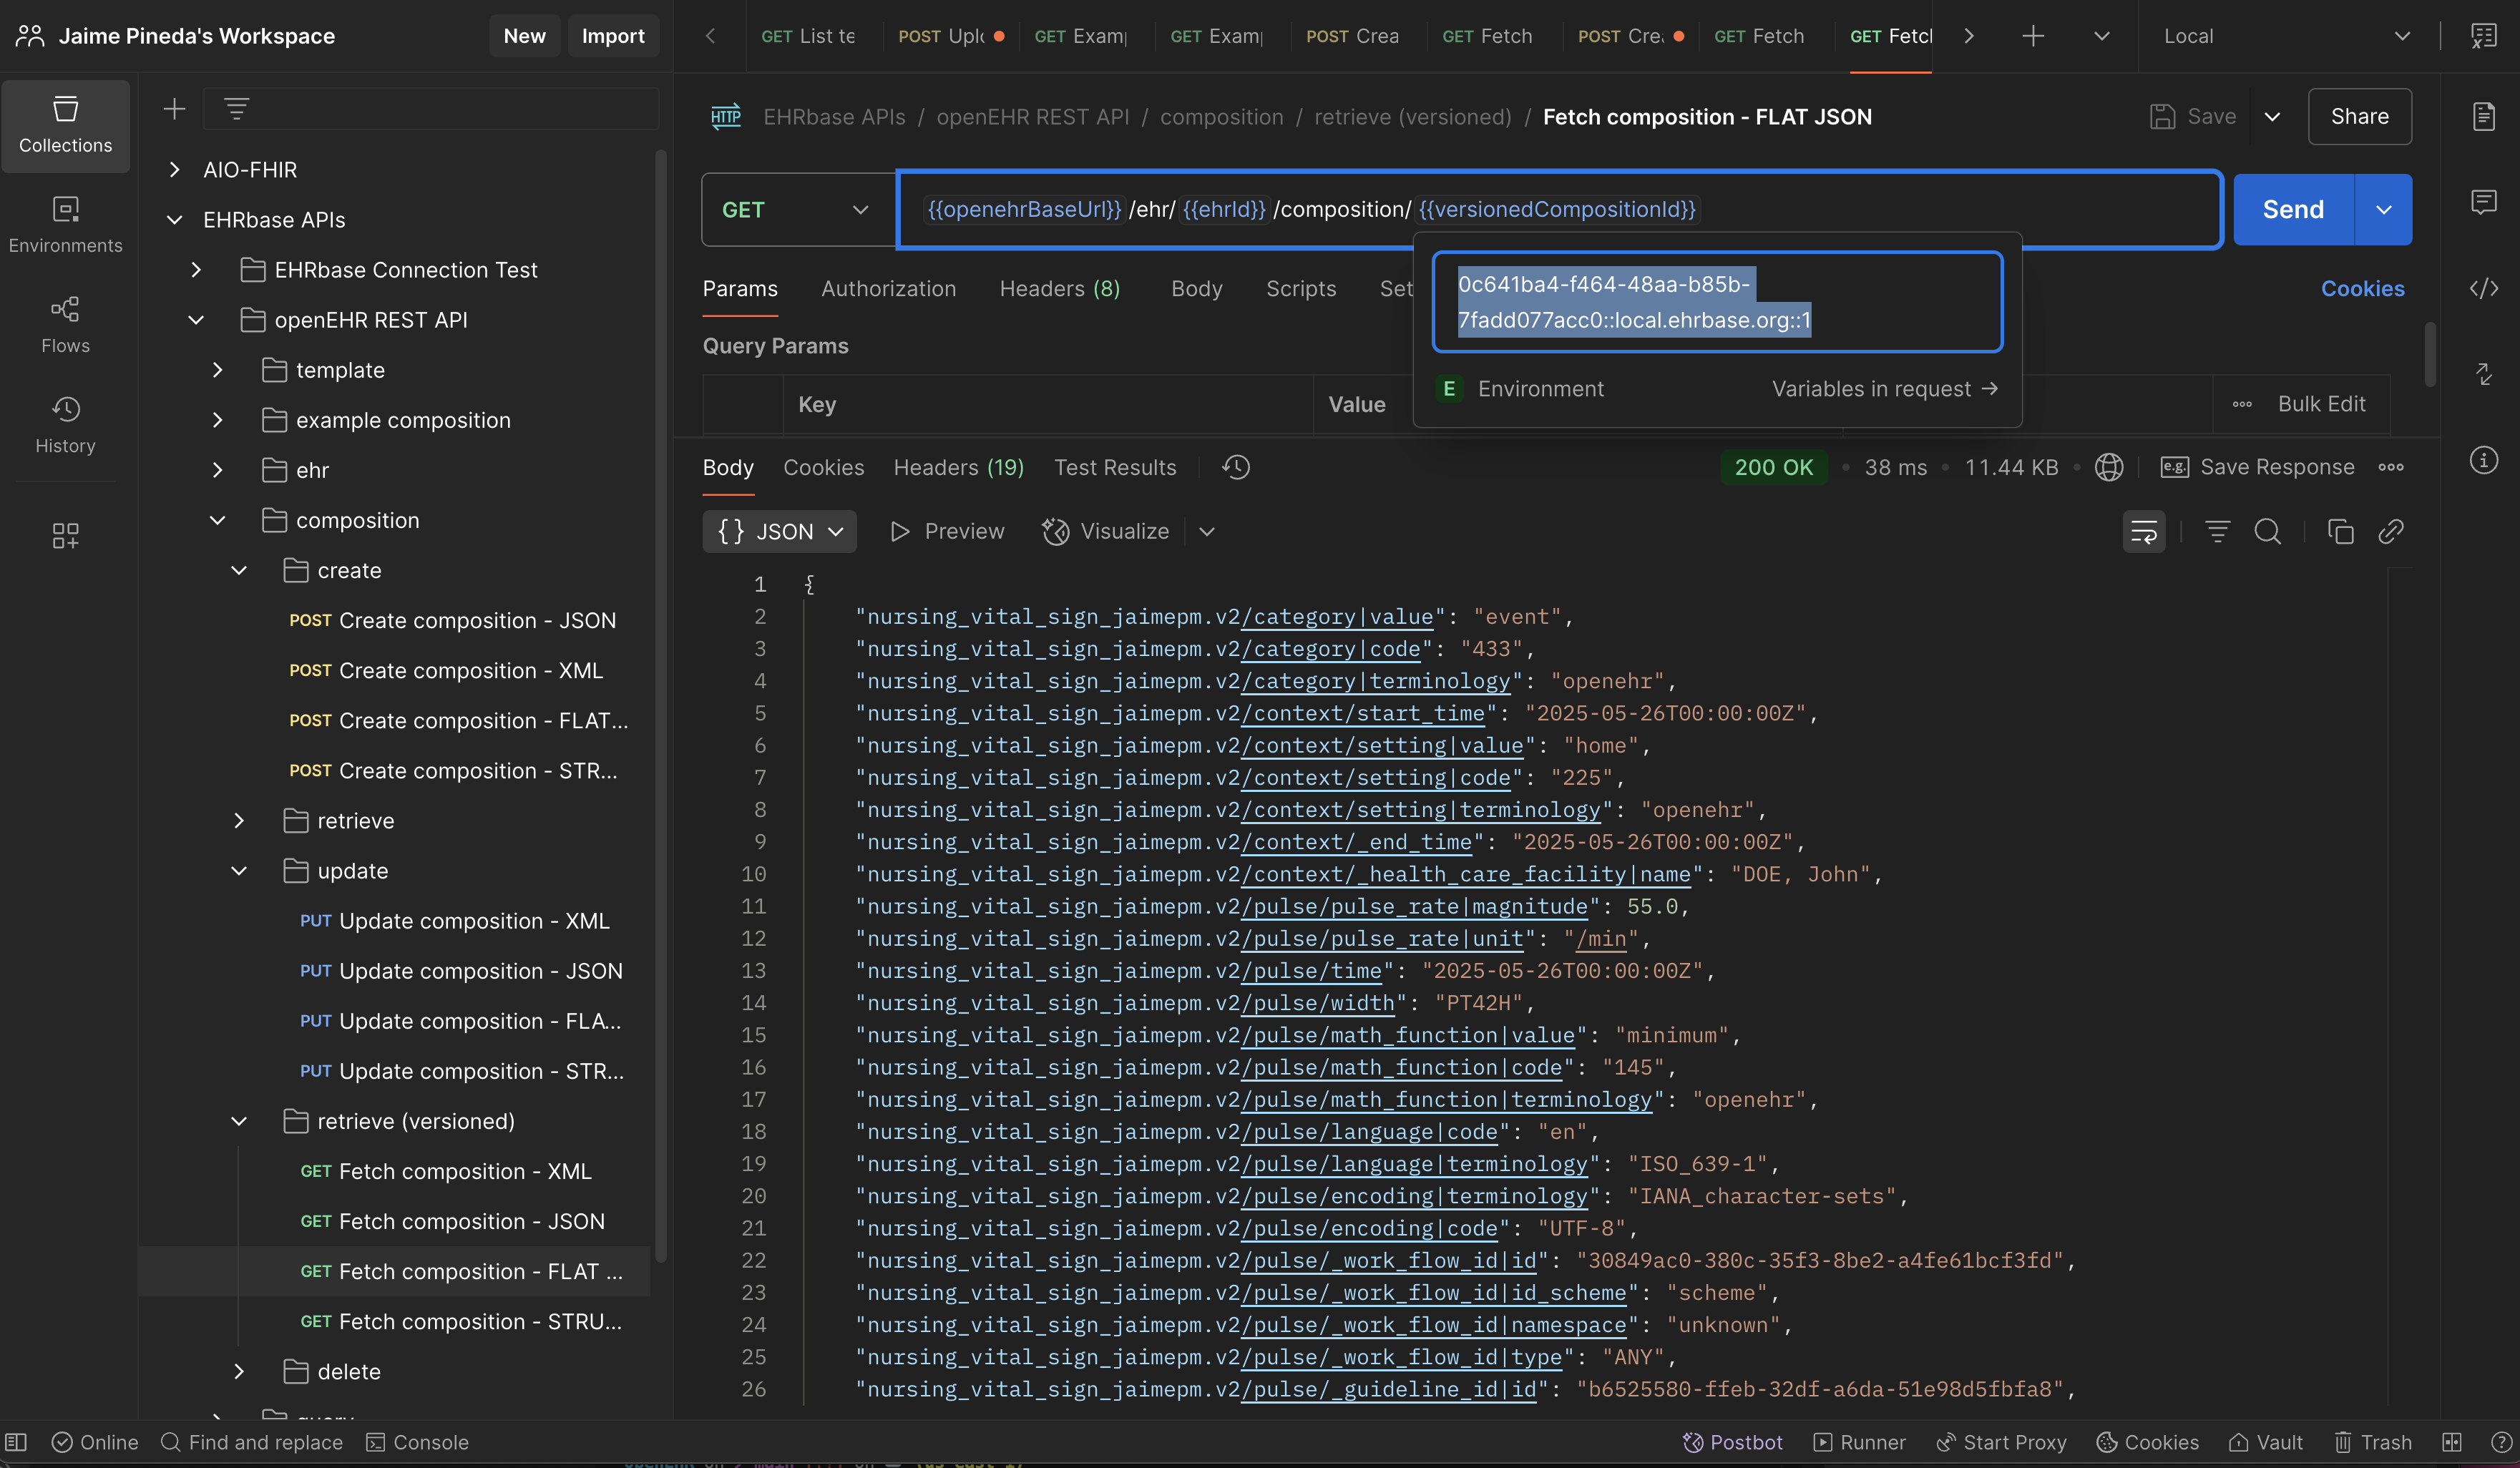 Jaime Pineda's Workspace
New
Import
GET List te
POST Uplo
GET Exam
GET Exam
POST Crea
GET Fetch
POST Cre
GET Fetch
GET Fetcl
Local
Collections
Environments
Flows
History
AIO-FHIR
EHRbase APIs
EHRbase Connection Test
openEHR REST API
template
example composition
ehr
composition
create
POST Create composition - JSON
POST Create composition - XML
POST Create composition - FLAT...
POST Create composition - STR...
retrieve
update
PUT Update composition - XML
PUT Update composition - JSON
PUT Update composition - FLA...
PUT Update composition - STR...
retrieve (versioned)
GET Fetch composition - XML
GET Fetch composition - JSON
GET Fetch composition - FLAT ...
GET Fetch composition - STRU...
delete
query
HTTP EHRbase APIs / openEHR REST API / composition / retrieve (versioned) / Fetch composition - FLAT JSON
Save
Share
GET
{{openehrBaseUrl}}/ehr/{{ehrId}}/composition/{{versionedCompositionId}}
Send
Params
Authorization
Headers (8)
Body
Scripts
Set
Cookies
0c641ba4-f464-48aa-b85b-
7fadd077acc0::local.ehrbase.org::1
E Environment
Variables in request →
Query Params
Key
Value
Bulk Edit
Body
Cookies
Headers (19)
Test Results
200 OK • 38 ms • 11.44 KB
e.g. Save Response
{} JSON
Preview
Visualize
1 {
2 "nursing_vital_sign_jaimepm.v2/category|value": "event",
3 "nursing_vital_sign_jaimepm.v2/category|code": "433",
4 "nursing_vital_sign_jaimepm.v2/category|terminology": "openehr",
5 "nursing_vital_sign_jaimepm.v2/context/start_time": "2025-05-26T00:00:00Z",
6 "nursing_vital_sign_jaimepm.v2/context/setting|value": "home",
7 "nursing_vital_sign_jaimepm.v2/context/setting|code": "225",
8 "nursing_vital_sign_jaimepm.v2/context/setting|terminology": "openehr",
9 "nursing_vital_sign_jaimepm.v2/context/_end_time": "2025-05-26T00:00:00Z",
10 "nursing_vital_sign_jaimepm.v2/context/_health_care_facility|name": "DOE, John",
11 "nursing_vital_sign_jaimepm.v2/pulse/pulse_rate|magnitude": 55.0,
12 "nursing_vital_sign_jaimepm.v2/pulse/pulse_rate|unit": "/min",
13 "nursing_vital_sign_jaimepm.v2/pulse/time": "2025-05-26T00:00:00Z",
14 "nursing_vital_sign_jaimepm.v2/pulse/width": "PT42H",
15 "nursing_vital_sign_jaimepm.v2/pulse/math_function|value": "minimum",
16 "nursing_vital_sign_jaimepm.v2/pulse/math_function|code": "145",
17 "nursing_vital_sign_jaimepm.v2/pulse/math_function|terminology": "openehr",
18 "nursing_vital_sign_jaimepm.v2/pulse/language|code": "en",
19 "nursing_vital_sign_jaimepm.v2/pulse/language|terminology": "ISO_639-1",
20 "nursing_vital_sign_jaimepm.v2/pulse/encoding|terminology": "IANA_character-sets",
21 "nursing_vital_sign_jaimepm.v2/pulse/encoding|code": "UTF-8",
22 "nursing_vital_sign_jaimepm.v2/pulse/_work_flow_id|id": "30849ac0-380c-35f3-8be2-a4fe61bcf3fd",
23 "nursing_vital_sign_jaimepm.v2/pulse/_work_flow_id|id_scheme": "scheme",
24 "nursing_vital_sign_jaimepm.v2/pulse/_work_flow_id|namespace": "unknown",
25 "nursing_vital_sign_jaimepm.v2/pulse/_work_flow_id|type": "ANY",
26 "nursing_vital_sign_jaimepm.v2/pulse/_guideline_id|id": "b6525580-ffeb-32df-a6da-51e98d5fbfa8",
Online
Find and replace
Console
Postbot
Runner
Start Proxy
Cookies
Vault
Trash